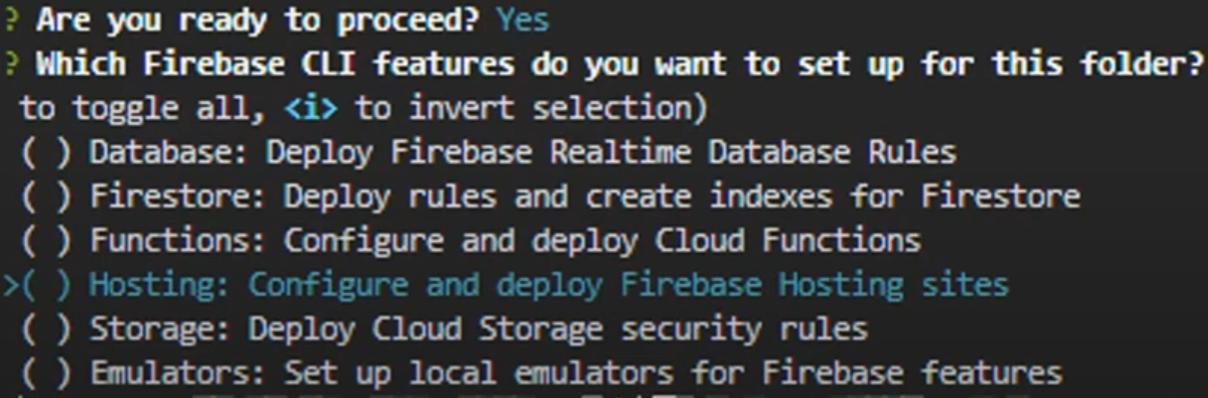 ? Are you ready to proceed? Yes
? Which Firebase CLI features do you want to set up for this folder?
to toggle all, <i> to invert selection)
( ) Database: Deploy Firebase Realtime Database Rules
( ) Firestore: Deploy rules and create indexes for Firestore
( ) Functions: Configure and deploy Cloud Functions
>( ) Hosting: Configure and deploy Firebase Hosting sites
( ) Storage: Deploy Cloud Storage security rules
( ) Emulators: Set up local emulators for Firebase features